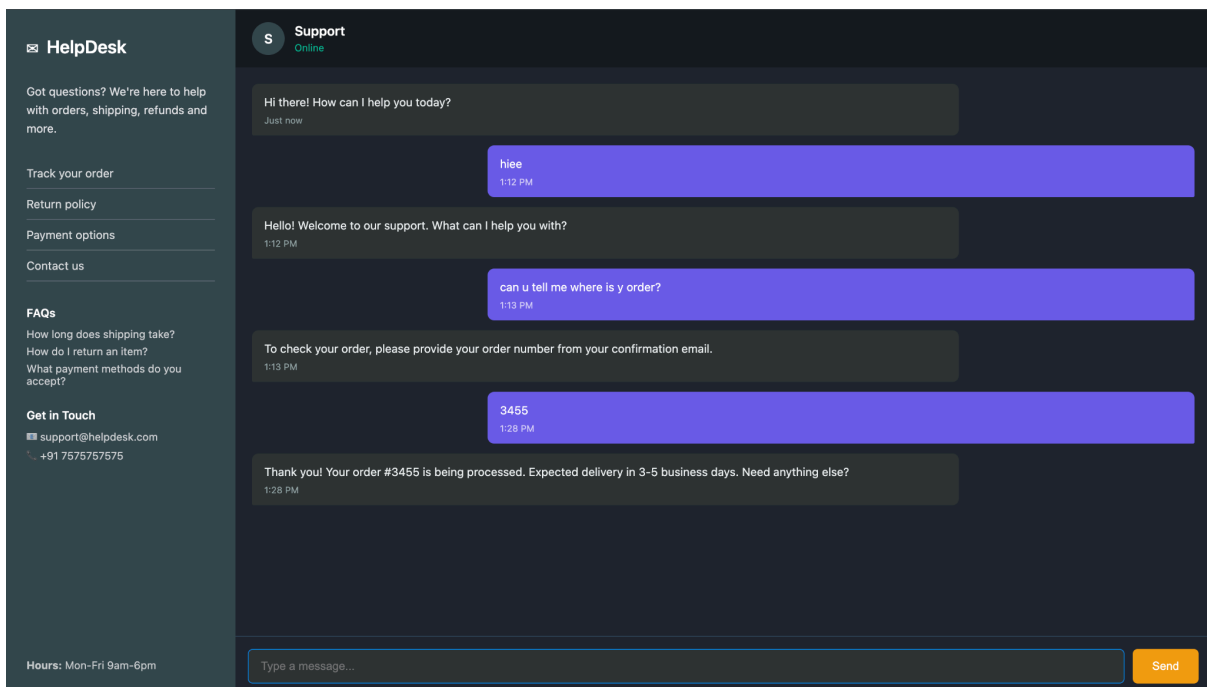 HelpDesk
Got questions? We're here to help
with orders, shipping, refunds and
more.
Track your order
Return policy
Payment options
Contact us
FAQs
How long does shipping take?
How do I return an item?
What payment methods do you
accept?
Get in Touch
support@helpdesk.com
+91 7575757575
Hours: Mon-Fri 9am-6pm
S
Support
Online
Hi there! How can I help you today?
Just now
hiee
1:12 PM
Hello! Welcome to our support. What can I help you with?
1:12 PM
can u tell me where is y order?
1:13 PM
To check your order, please provide your order number from your confirmation email.
1:13 PM
3455
1:28 PM
Thank you! Your order #3455 is being processed. Expected delivery in 3-5 business days. Need anything else?
1:28 PM
Type a message...
Send